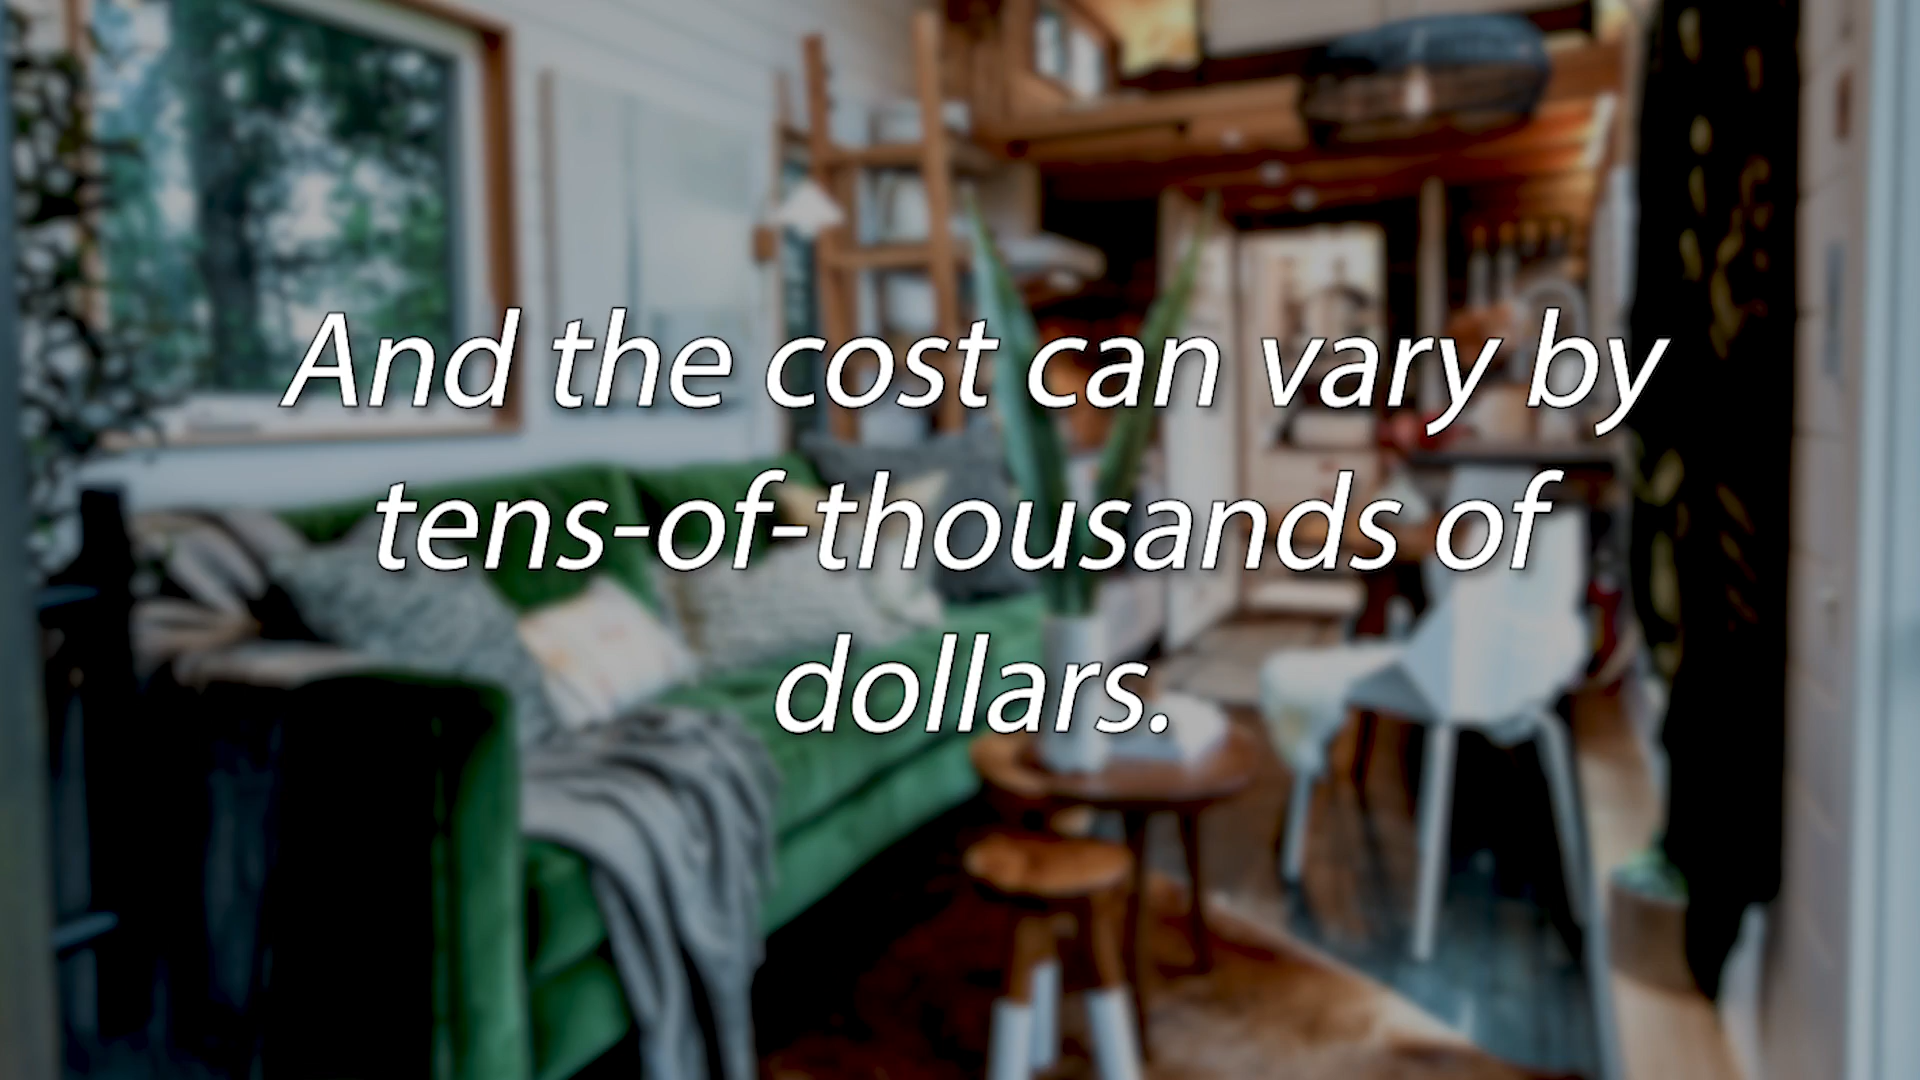 And the cost can vary by
tens-of-thousands of
dollars.